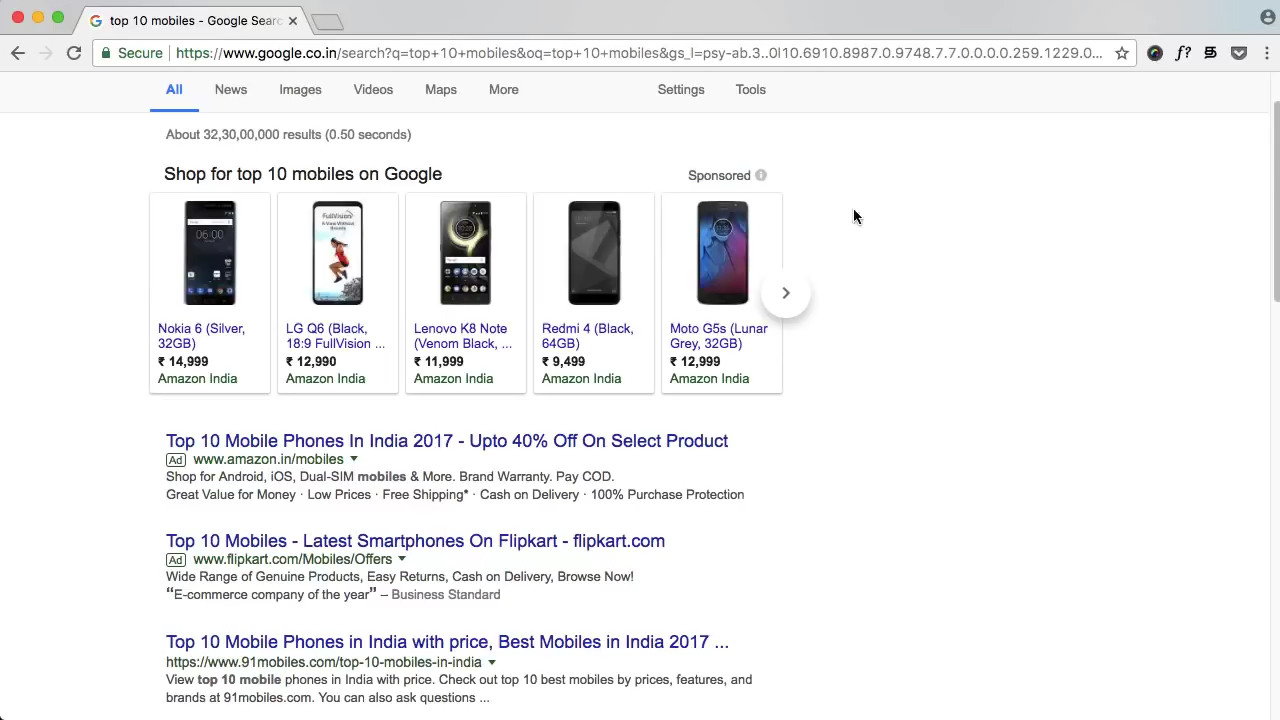 top 10 mobiles - Google Searc
Secure https://www.google.co.in/search?q=top+10+mobiles&oq=top+10+mobiles&gs_l=psy-ab.3..0l10.6910.8987.0.9748.7.7.0.0.0.0.259.1229.0...
All News Images Videos Maps More Settings Tools
About 32,30,00,000 results (0.50 seconds)
Shop for top 10 mobiles on Google Sponsored
06:00
FullVision
Nokia 6 (Silver,
32GB)
₹ 14,999
Amazon India
LG Q6 (Black,
18:9 FullVision ...
₹ 12,990
Amazon India
Lenovo K8 Note
(Venom Black, ...
₹ 11,999
Amazon India
Redmi 4 (Black,
64GB)
₹ 9,499
Amazon India
Moto G5s (Lunar
Grey, 32GB)
₹ 12,999
Amazon India
Top 10 Mobile Phones In India 2017 - Upto 40% Off On Select Product
Ad www.amazon.in/mobiles
Shop for Android, iOS, Dual-SIM mobiles & More. Brand Warranty. Pay COD.
Great Value for Money · Low Prices · Free Shipping* · Cash on Delivery · 100% Purchase Protection
Top 10 Mobiles - Latest Smartphones On Flipkart - flipkart.com
Ad www.flipkart.com/Mobiles/Offers
Wide Range of Genuine Products, Easy Returns, Cash on Delivery, Browse Now!
“E-commerce company of the year” – Business Standard
Top 10 Mobile Phones in India with price, Best Mobiles in India 2017 ...
https://www.91mobiles.com/top-10-mobiles-in-india
View top 10 mobile phones in India with price. Check out top 10 best mobiles by prices, features, and
brands at 91mobiles.com. You can also ask questions ...